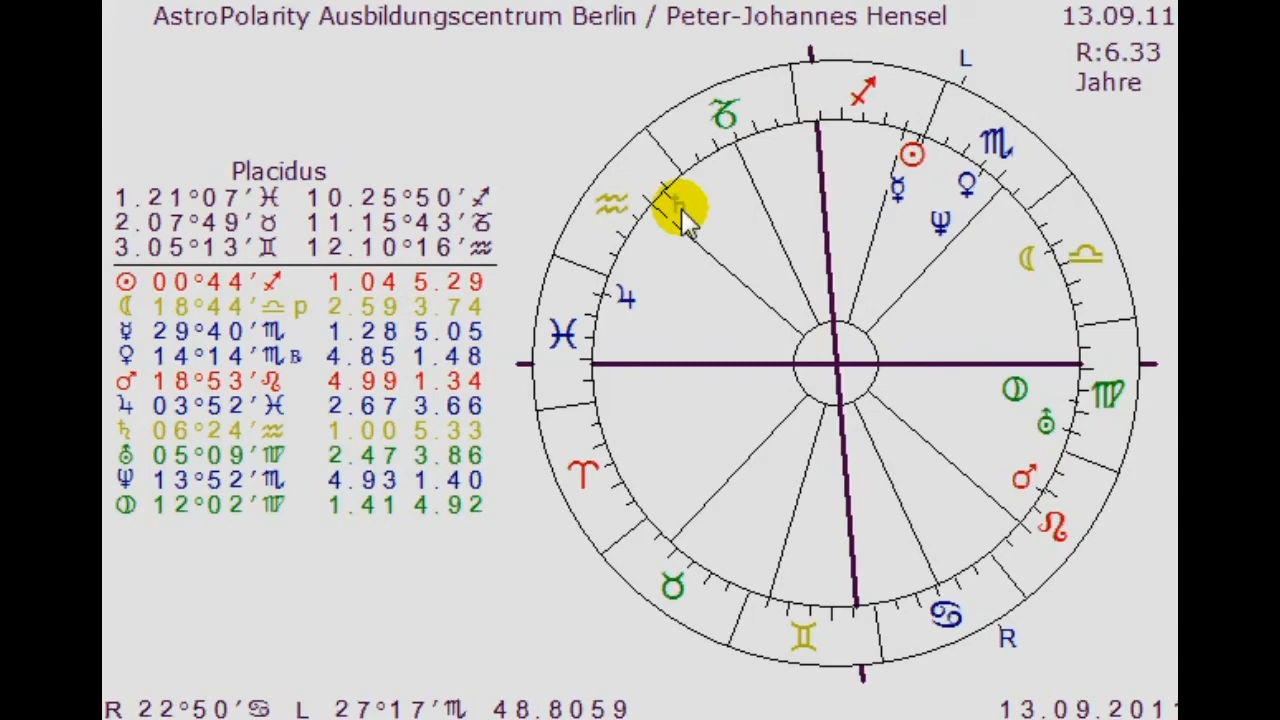 AstroPolarity Ausbildungscentrum Berlin / Peter-Johannes Hensel 13.09.11
R:6.33
Jahre
L
Placidus
1.21°07′♓ 10.25°50′♐
2.07°49′♉ 11.15°43′♑
3.05°13′♊ 12.10°16′♒
☉ 00°44′♐ 1.04 5.29
☾ 18°44′♎ p 2.59 3.74
☿ 29°40′♏ 1.28 5.05
♀ 14°14′♏ ℞ 4.85 1.48
♂ 18°53′♌ 4.99 1.34
♃ 03°52′♓ 2.67 3.66
♄ 06°24′♒ 1.00 5.33
⛢ 05°09′♍ 2.47 3.86
♆ 13°52′♏ 4.93 1.40
12°02′♍ 1.41 4.92
R
R 22°50′♋ L 27°17′♏ 48.8059 13.09.201